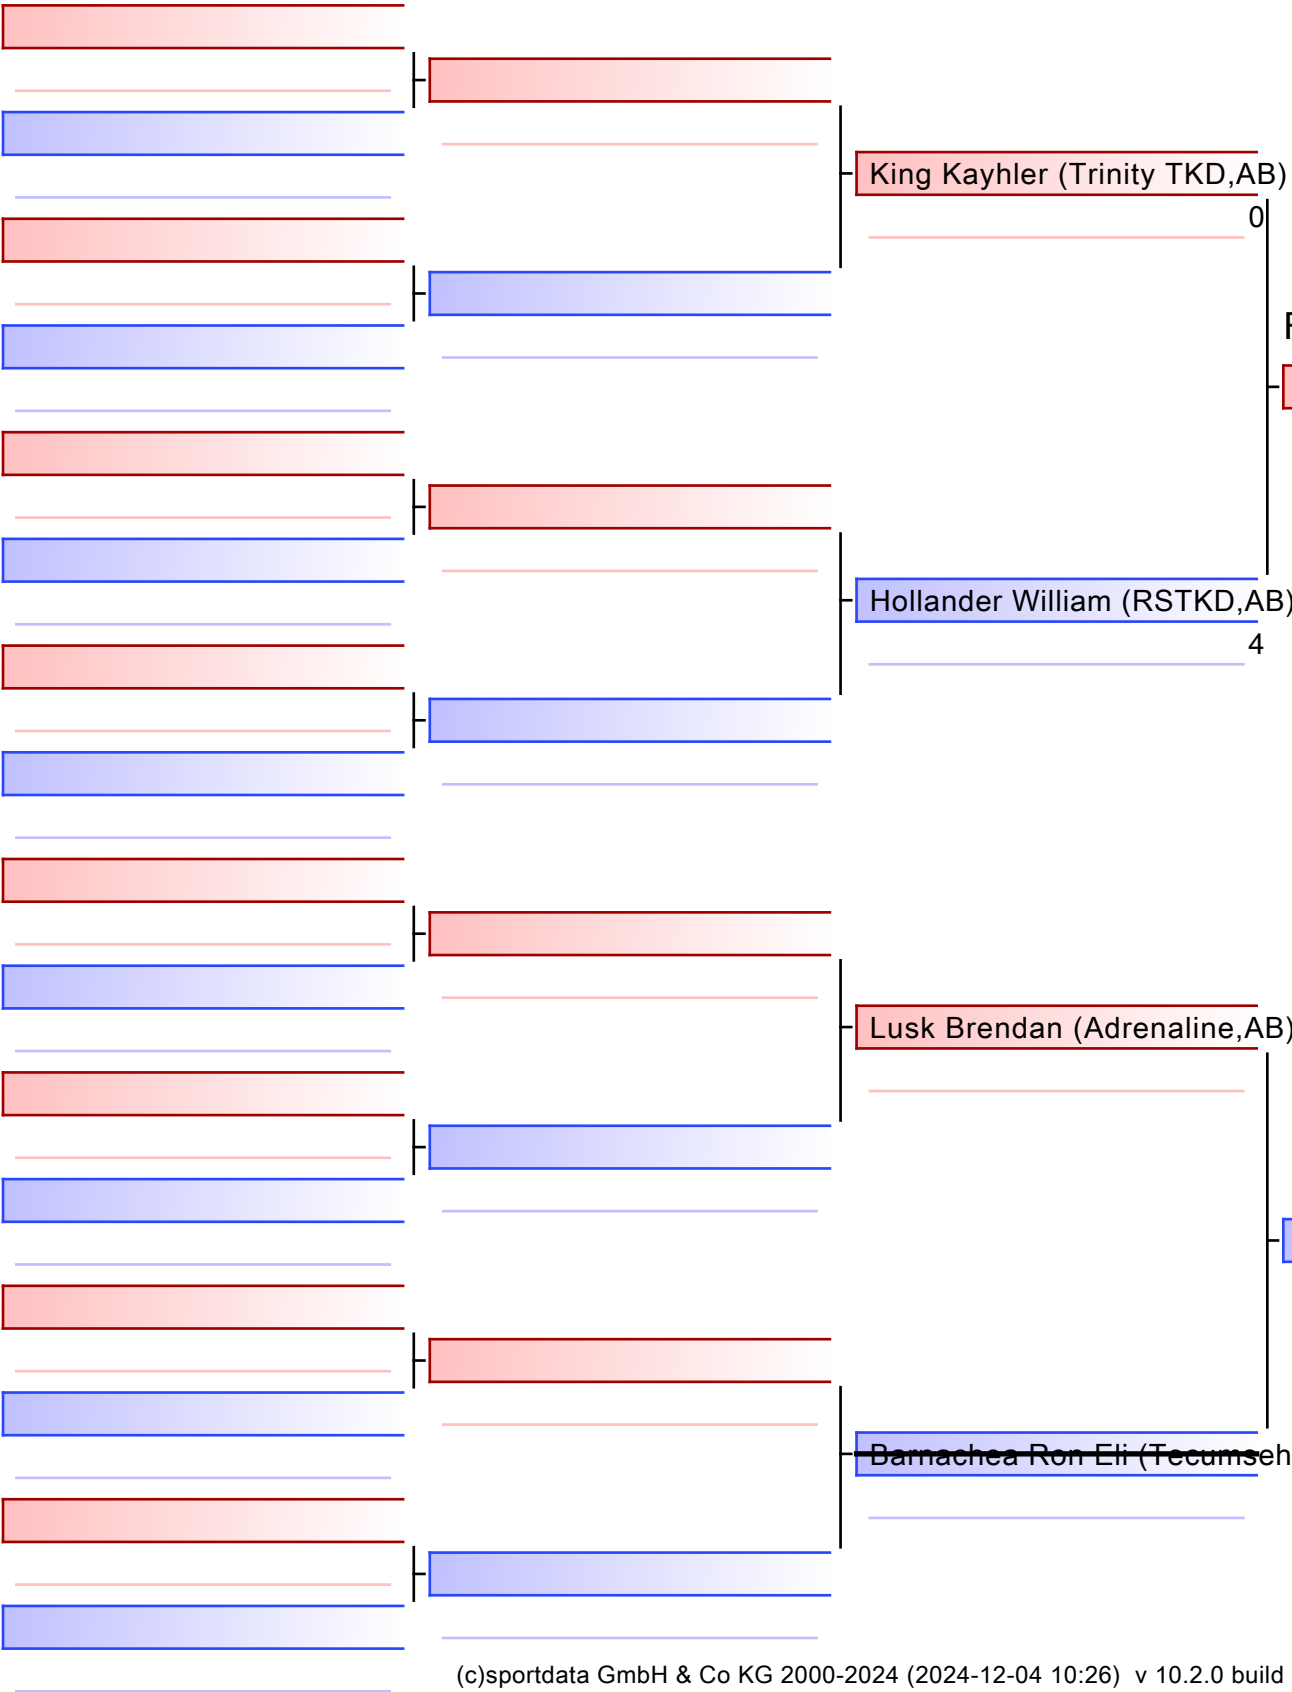 King Kayhler (Trinity TKD,AB)
0
F
Hollander William (RSTKD,AB)
4
Lusk Brendan (Adrenaline,AB)
Barnachea Ron Eli (Tecumseh
(c)sportdata GmbH & Co KG 2000-2024 (2024-12-04 10:26) v 10.2.0 build